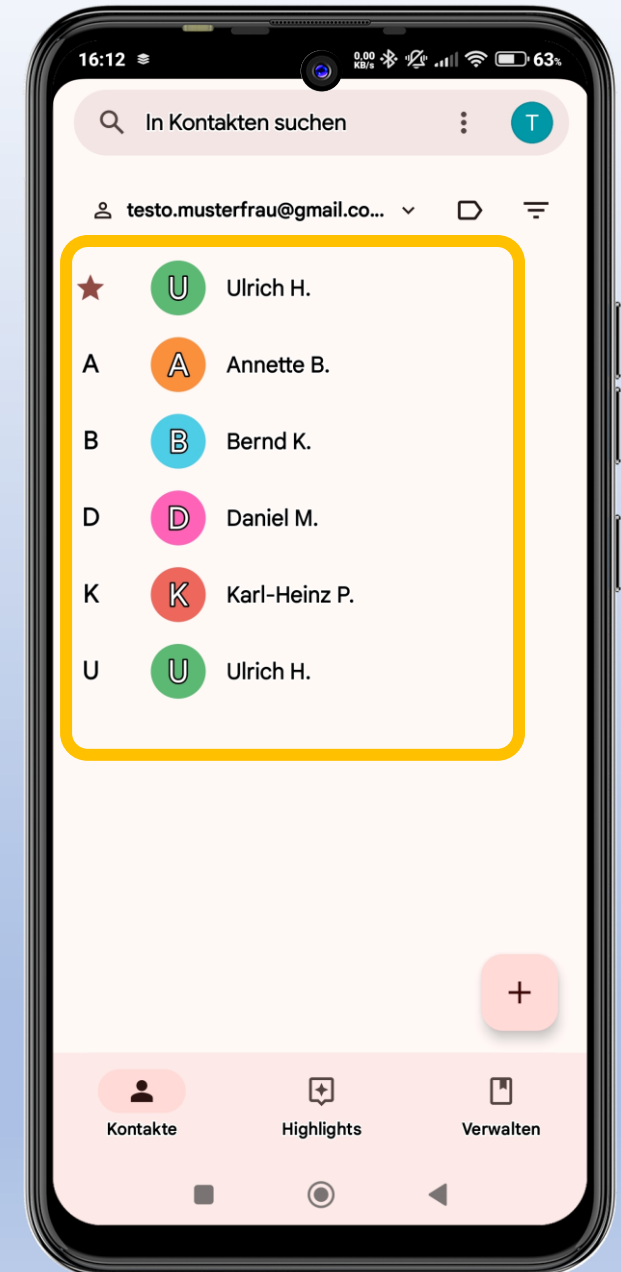 16:12 0.00 KB/s 63%
In Kontakten suchen T
testo.musterfrau@gmail.co...
U Ulrich H.
A A Annette B.
B B Bernd K.
D D Daniel M.
K K Karl-Heinz P.
U U Ulrich H.
+
Kontakte Highlights Verwalten